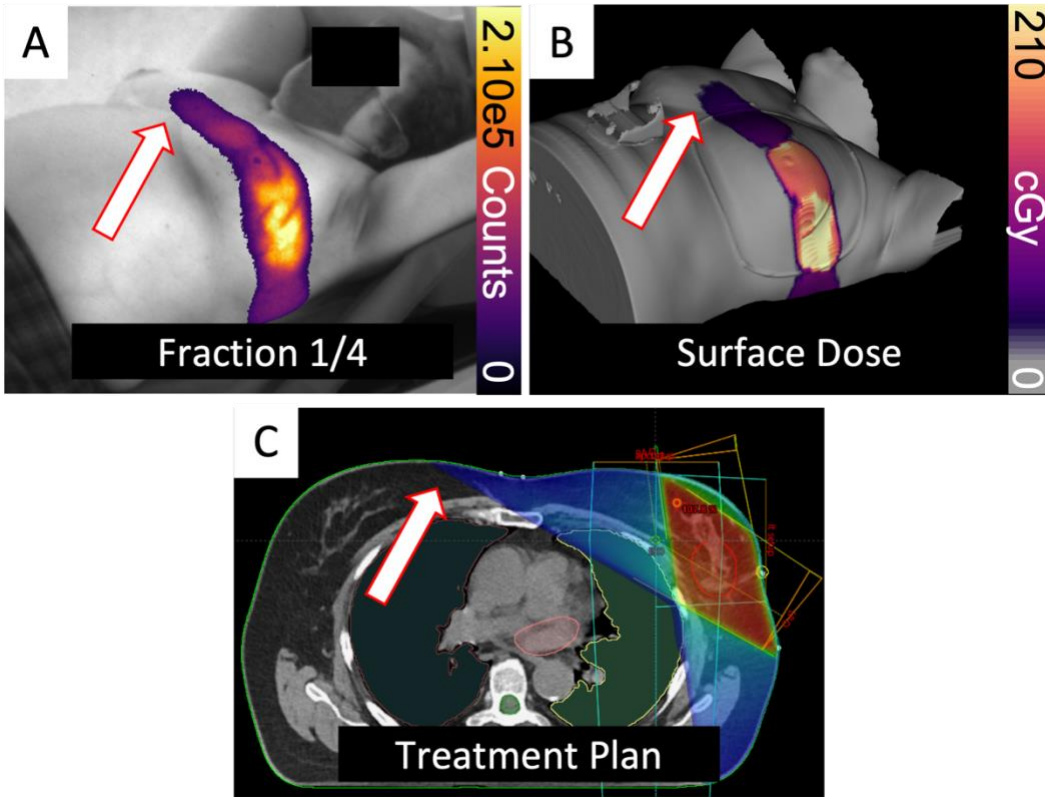 A
2.10e5
Counts
0
Fraction 1/4
B
210
cGy
0
Surface Dose
C
Treatment Plan